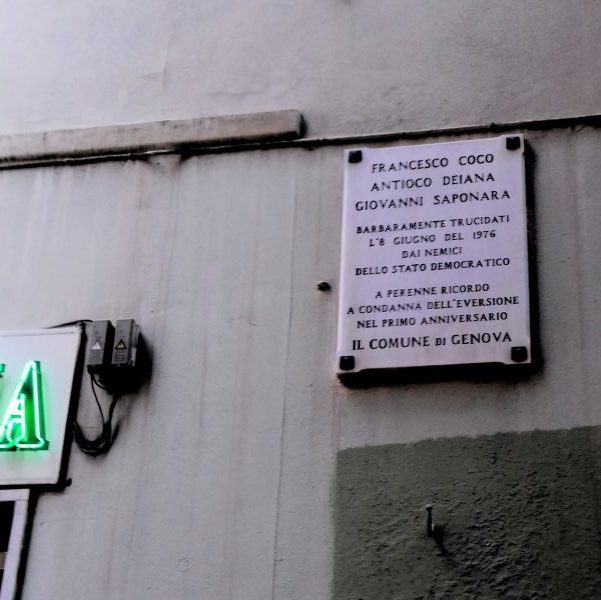 FRANCESCO COCO
ANTIOCO DEIANA
GIOVANNI SAPONARA
BARBARAMENTE TRUCIDATI
L'8 GIUGNO DEL 1976
DAI NEMICI
DELLO STATO DEMOCRATICO
A PERENNE RICORDO
A CONDANNA DELL'EVERSIONE
NEL PRIMO ANNIVERSARIO
IL COMUNE DI GENOVA
A